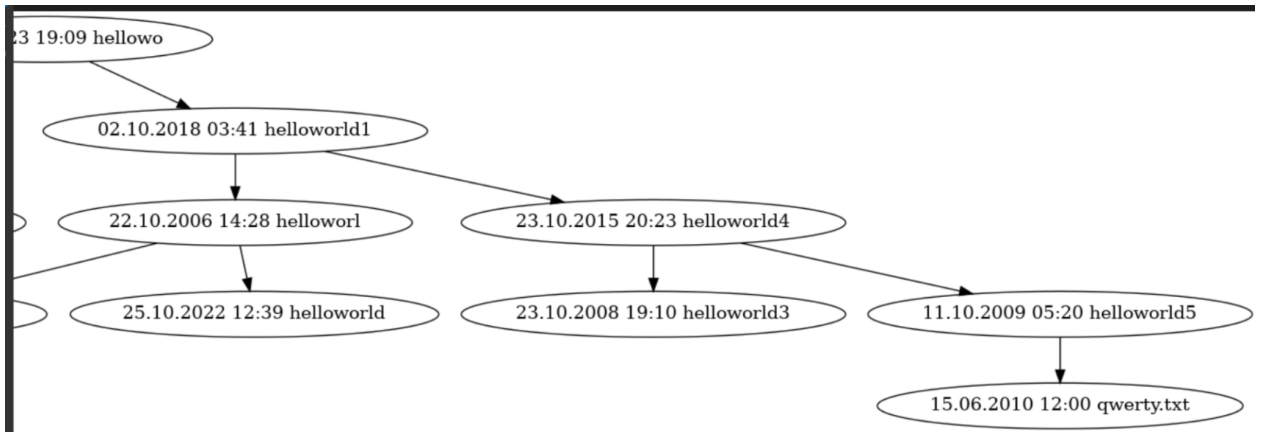 23 19:09 hellowo
02.10.2018 03:41 helloworld1
22.10.2006 14:28 helloworl
23.10.2015 20:23 helloworld4
25.10.2022 12:39 helloworld
23.10.2008 19:10 helloworld3
11.10.2009 05:20 helloworld5
15.06.2010 12:00 qwerty.txt